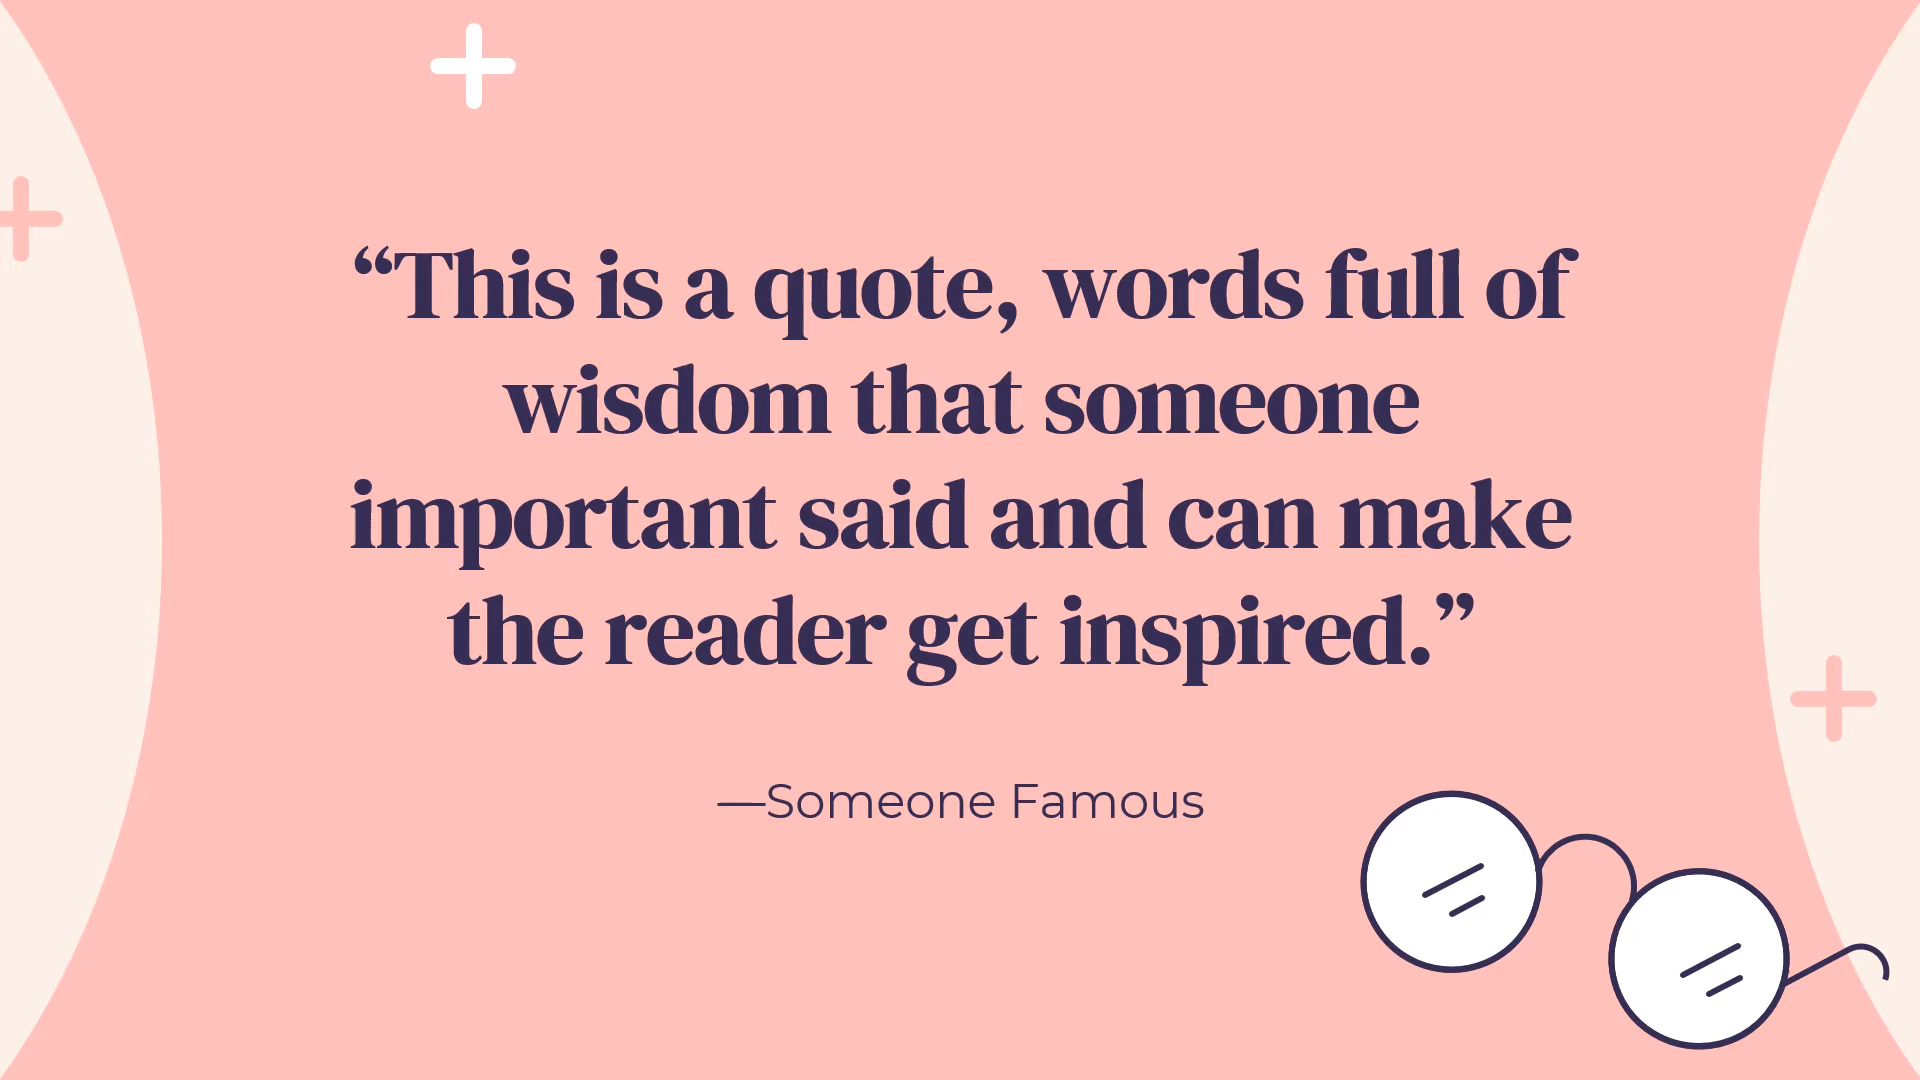 “This is a quote, words full of
wisdom that someone
important said and can make
the reader get inspired.”
—Someone Famous